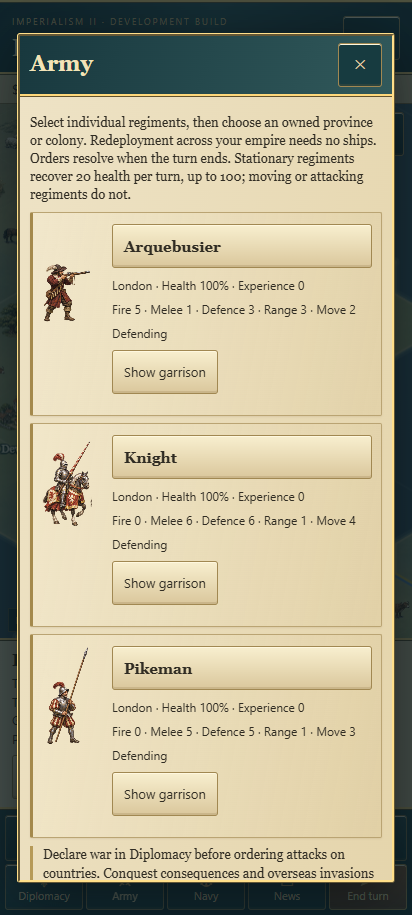 IMPERIALISM II · DEVELOPMENT BUILD
Army
×
Select individual regiments, then choose an owned province
or colony. Redeployment across your empire needs no ships.
Orders resolve when the turn ends. Stationary regiments
recover 20 health per turn, up to 100; moving or attacking
regiments do not.
Arquebusier
London · Health 100% · Experience 0
Fire 5 · Melee 1 · Defence 3 · Range 3 · Move 2
Defending
Show garrison
Knight
London · Health 100% · Experience 0
Fire 0 · Melee 6 · Defence 6 · Range 1 · Move 4
Defending
Show garrison
Pikeman
London · Health 100% · Experience 0
Fire 0 · Melee 5 · Defence 5 · Range 1 · Move 3
Defending
Show garrison
Declare war in Diplomacy before ordering attacks on
countries. Conquest consequences and overseas invasions
Diplomacy
Army
Navy
News
End turn